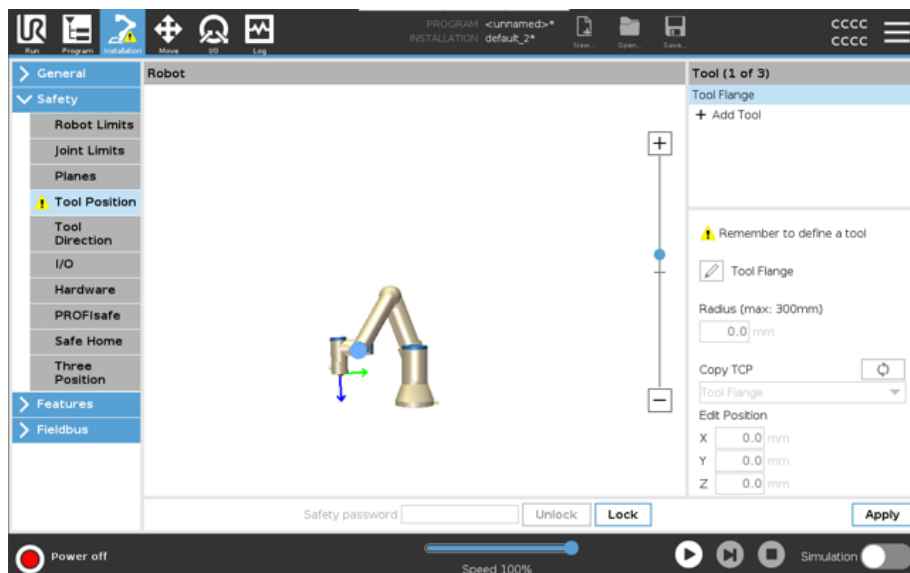 PROGRAM <unnamed>*
INSTALLATION default_2*
CCCC
CCCC
UR
Run
Program
Installation
Move
I/O
Log
New...
Open...
Save...
General
Safety
Robot Limits
Joint Limits
Planes
Tool Position
Tool
Direction
I/O
Hardware
PROFIsafe
Safe Home
Three
Position
Features
Fieldbus
Robot
Tool (1 of 3)
Tool Flange
+ Add Tool
Remember to define a tool
Tool Flange
Radius (max: 300mm)
0.0 mm
Copy TCP
Tool Flange
Edit Position
X 0.0 mm
Y 0.0 mm
Z 0.0 mm
Safety password
Unlock
Lock
Apply
Power off
Speed 100%
Simulation